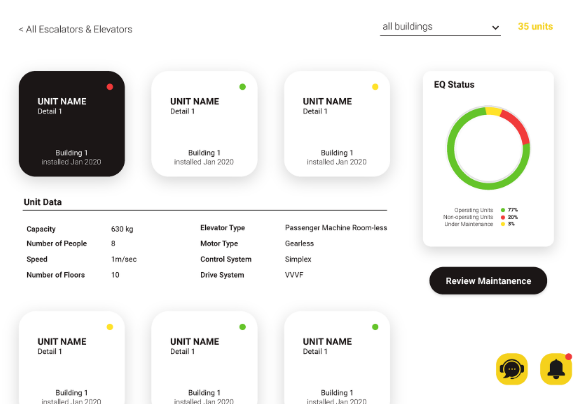 < All Escalators & Elevators
all buildings
35 units
UNIT NAME
Detail 1
Building 1
installed Jan 2020
UNIT NAME
Detail 1
Building 1
installed Jan 2020
UNIT NAME
Detail 1
Building 1
installed Jan 2020
EQ Status
Operating Units 77%
Non-operating Units 20%
Under Maintenance 3%
Review Maintanence
Unit Data
Capacity 630 kg
Number of People 8
Speed 1m/sec
Number of Floors 10
Elevator Type Passenger Machine Room-less
Motor Type Gearless
Control System Simplex
Drive System VVVF
UNIT NAME
Detail 1
Building 1
installed Jan 2020
UNIT NAME
Detail 1
Building 1
installed Jan 2020
UNIT NAME
Detail 1
Building 1
installed Jan 2020